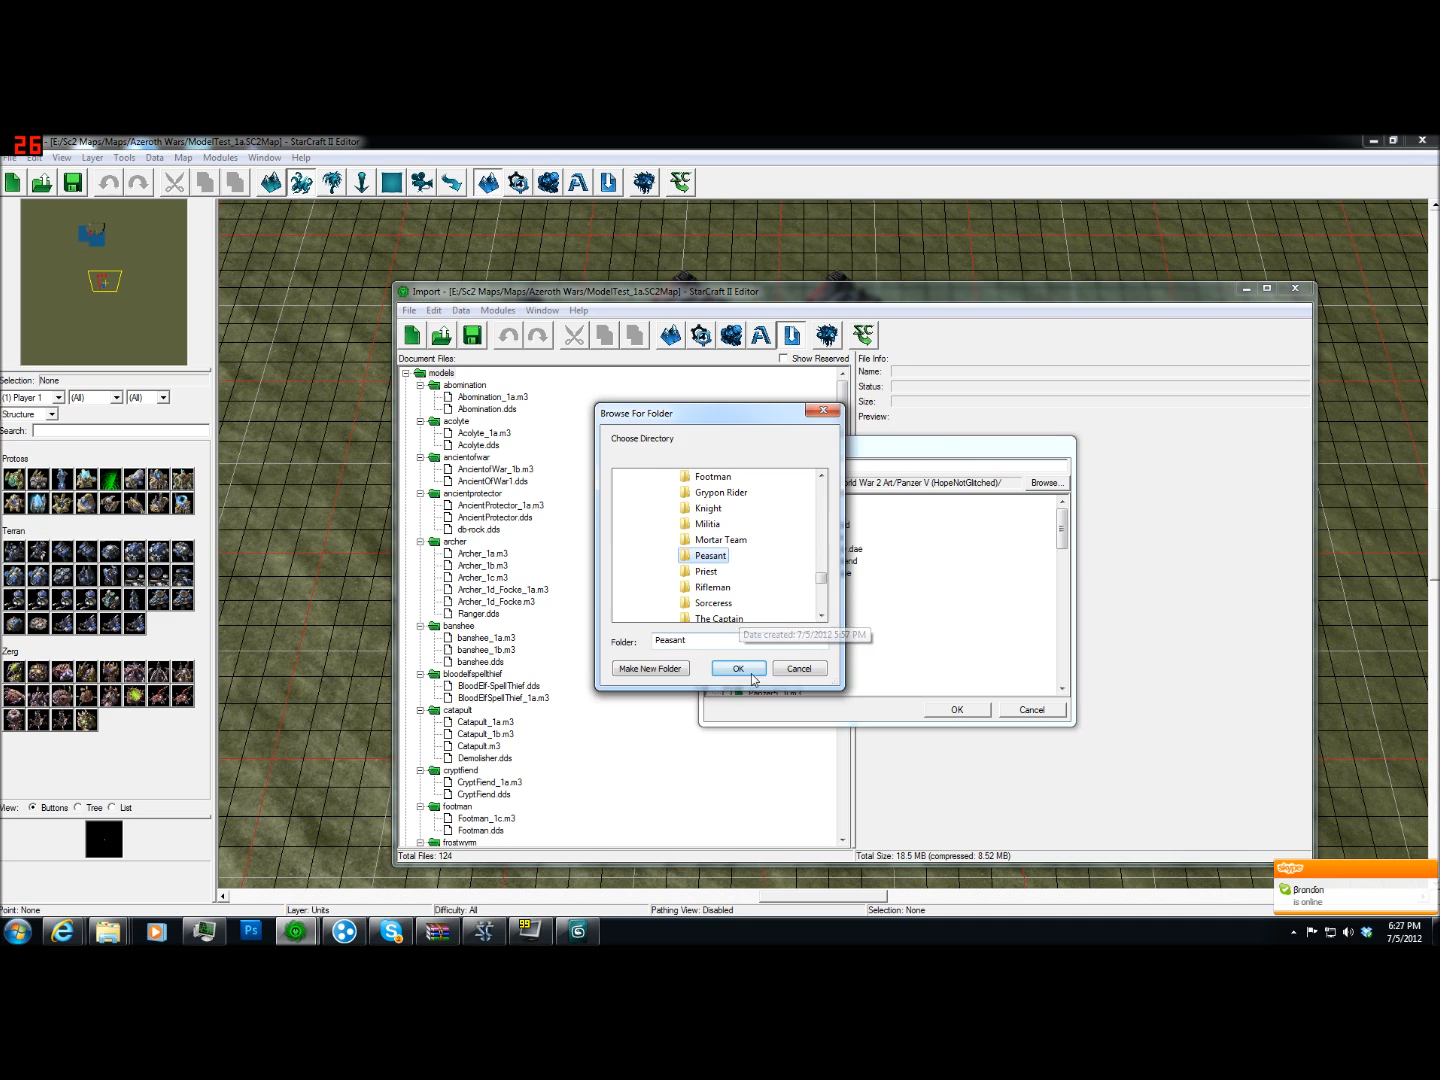 26
- [E:/Sc2 Maps/Maps/Azeroth Wars/ModelTest_1a.SC2Map] - StarCraft II Editor
File Edit View Layer Tools Data Map Modules Window Help
Selection: None
(1) Player 1 (All) (All)
Structure
Search:
Protoss
Terran
Zerg
View: Buttons Tree List
Import - [E:/Sc2 Maps/Maps/Azeroth Wars/ModelTest_1a.SC2Map] - StarCraft II Editor
File Edit Data Modules Window Help
Document Files: Show Reserved
models
abomination
Abomination_1a.m3
Abomination.dds
acolyte
Acolyte_1a.m3
Acolyte.dds
ancientofwar
AncientofWar_1b.m3
AncientOfWar1.dds
ancientprotector
AncientProtector_1a.m3
AncientProtector.dds
db-rock.dds
archer
Archer_1a.m3
Archer_1b.m3
Archer_1c.m3
Archer_1d_Focke_1a.m3
Archer_1d_Focke.m3
Ranger.dds
banshee
banshee_1a.m3
banshee_1b.m3
banshee.dds
bloodelfspellthief
BloodElf-SpellThief.dds
BloodElfSpellThief_1a.m3
catapult
Catapult_1a.m3
Catapult_1b.m3
Catapult.m3
Demolisher.dds
cryptfiend
CryptFiend_1a.m3
CryptFiend.dds
footman
Footman_1c.m3
Footman.dds
frostwyrm
Total Files: 124
File Info:
Name:
Status:
Size:
Preview:
Total Size: 18.5 MB (compressed: 8.52 MB)
Browse For Folder
Choose Directory
Footman
Grypon Rider
Knight
Militia
Mortar Team
Peasant
Priest
Rifleman
Sorceress
The Captain
Folder: Peasant
Date created: 7/5/2012 5:57 PM
Make New Folder OK Cancel
orld War 2 Art/Panzer V (HopeNotGlitched)/ Browse...
d
.dae
end
e
OK Cancel
skype
Brandon
is online
Point: None Layer: Units Difficulty: All Pathing View: Disabled Selection: None
Ps
99
6:27 PM
7/5/2012